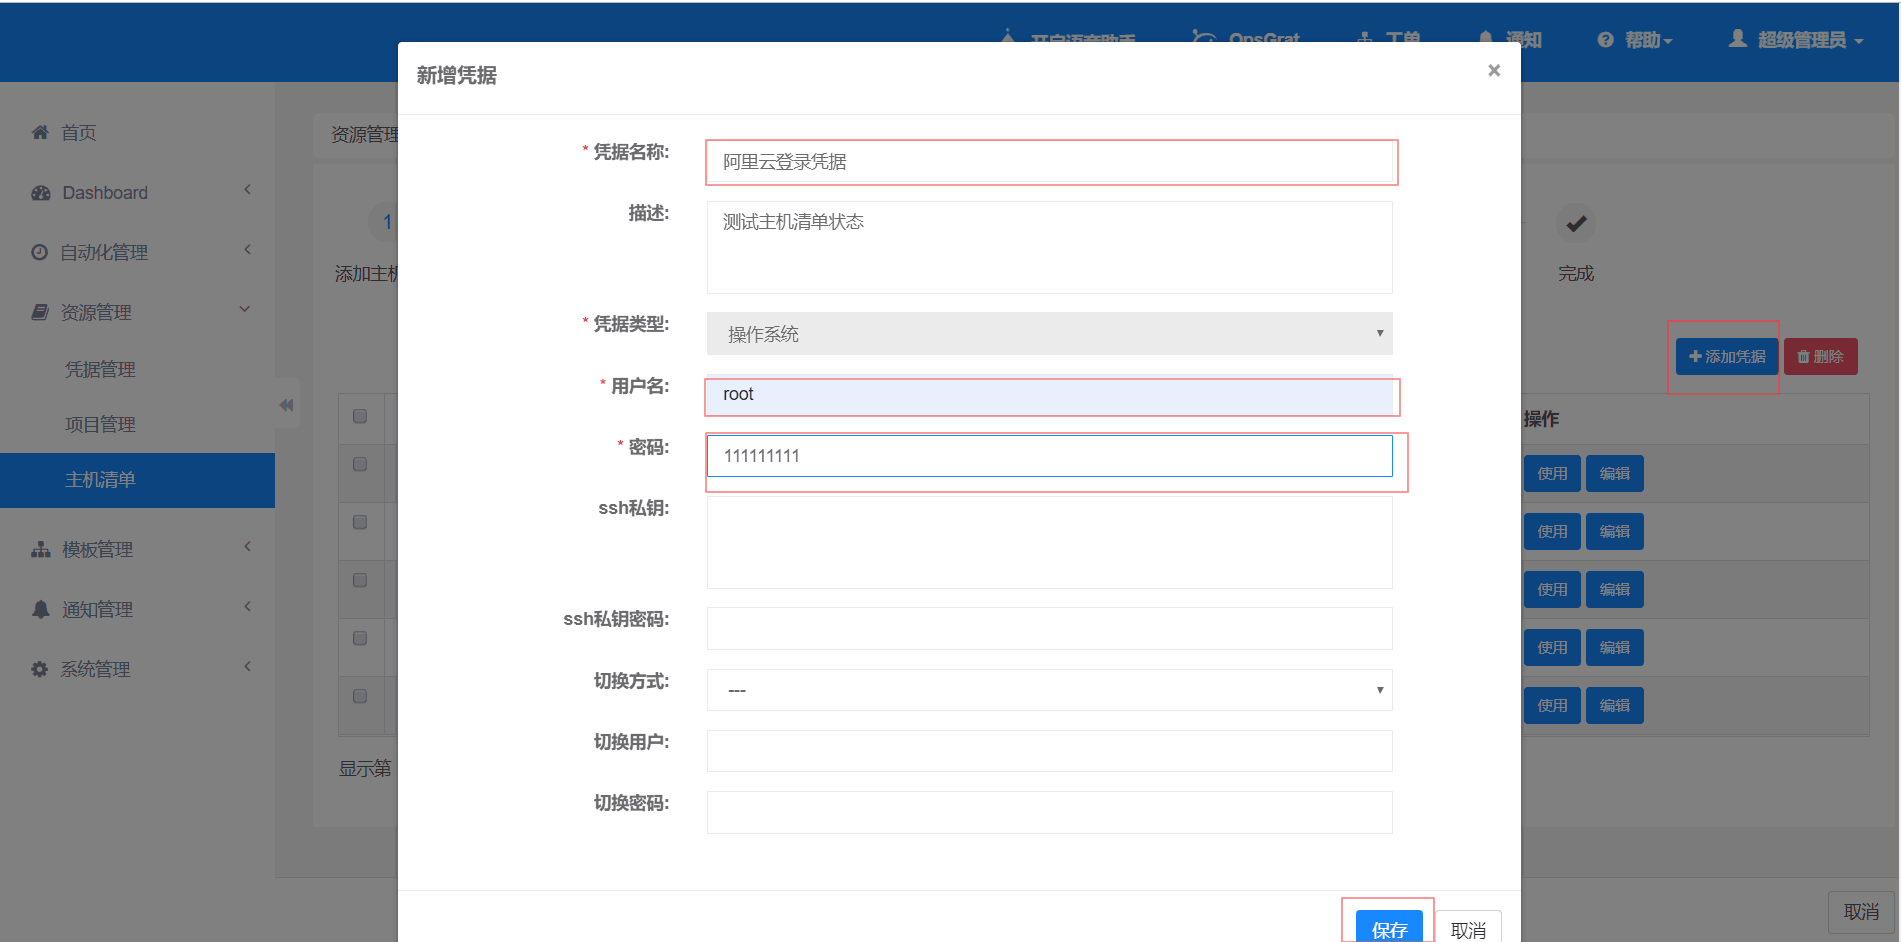 开启语音助手 OpsGrat 工单 通知 帮助 超级管理员
新增凭据 ×
首页
Dashboard
自动化管理
资源管理
凭据管理
项目管理
主机清单
模板管理
通知管理
系统管理
资源管理
1
添加主机
完成
添加凭据 删除
操作
使用 编辑
使用 编辑
使用 编辑
使用 编辑
使用 编辑
显示第
* 凭据名称: 阿里云登录凭据
描述: 测试主机清单状态
* 凭据类型: 操作系统
* 用户名: root
* 密码: 111111111
ssh私钥:
ssh私钥密码:
切换方式: ---
切换用户:
切换密码:
保存 取消
取消